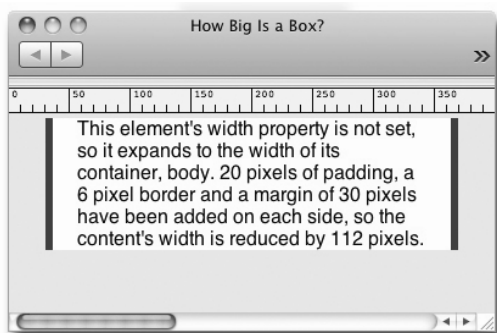 How Big Is a Box?
»
0 50 100 150 200 250 300 350
This element's width property is not set,
so it expands to the width of its
container, body. 20 pixels of padding, a
6 pixel border and a margin of 30 pixels
have been added on each side, so the
content's width is reduced by 112 pixels.